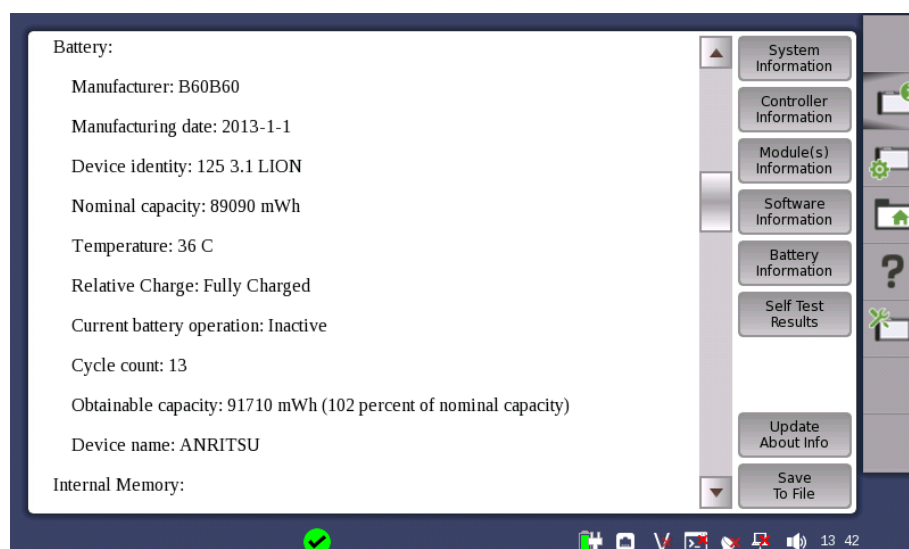 Battery:
Manufacturer: B60B60
Manufacturing date: 2013-1-1
Device identity: 125 3.1 LION
Nominal capacity: 89090 mWh
Temperature: 36 C
Relative Charge: Fully Charged
Current battery operation: Inactive
Cycle count: 13
Obtainable capacity: 91710 mWh (102 percent of nominal capacity)
Device name: ANRITSU
Internal Memory:
System
Information
Controller
Information
Module(s)
Information
Software
Information
Battery
Information
Self Test
Results
Update
About Info
Save
To File
?
13 42